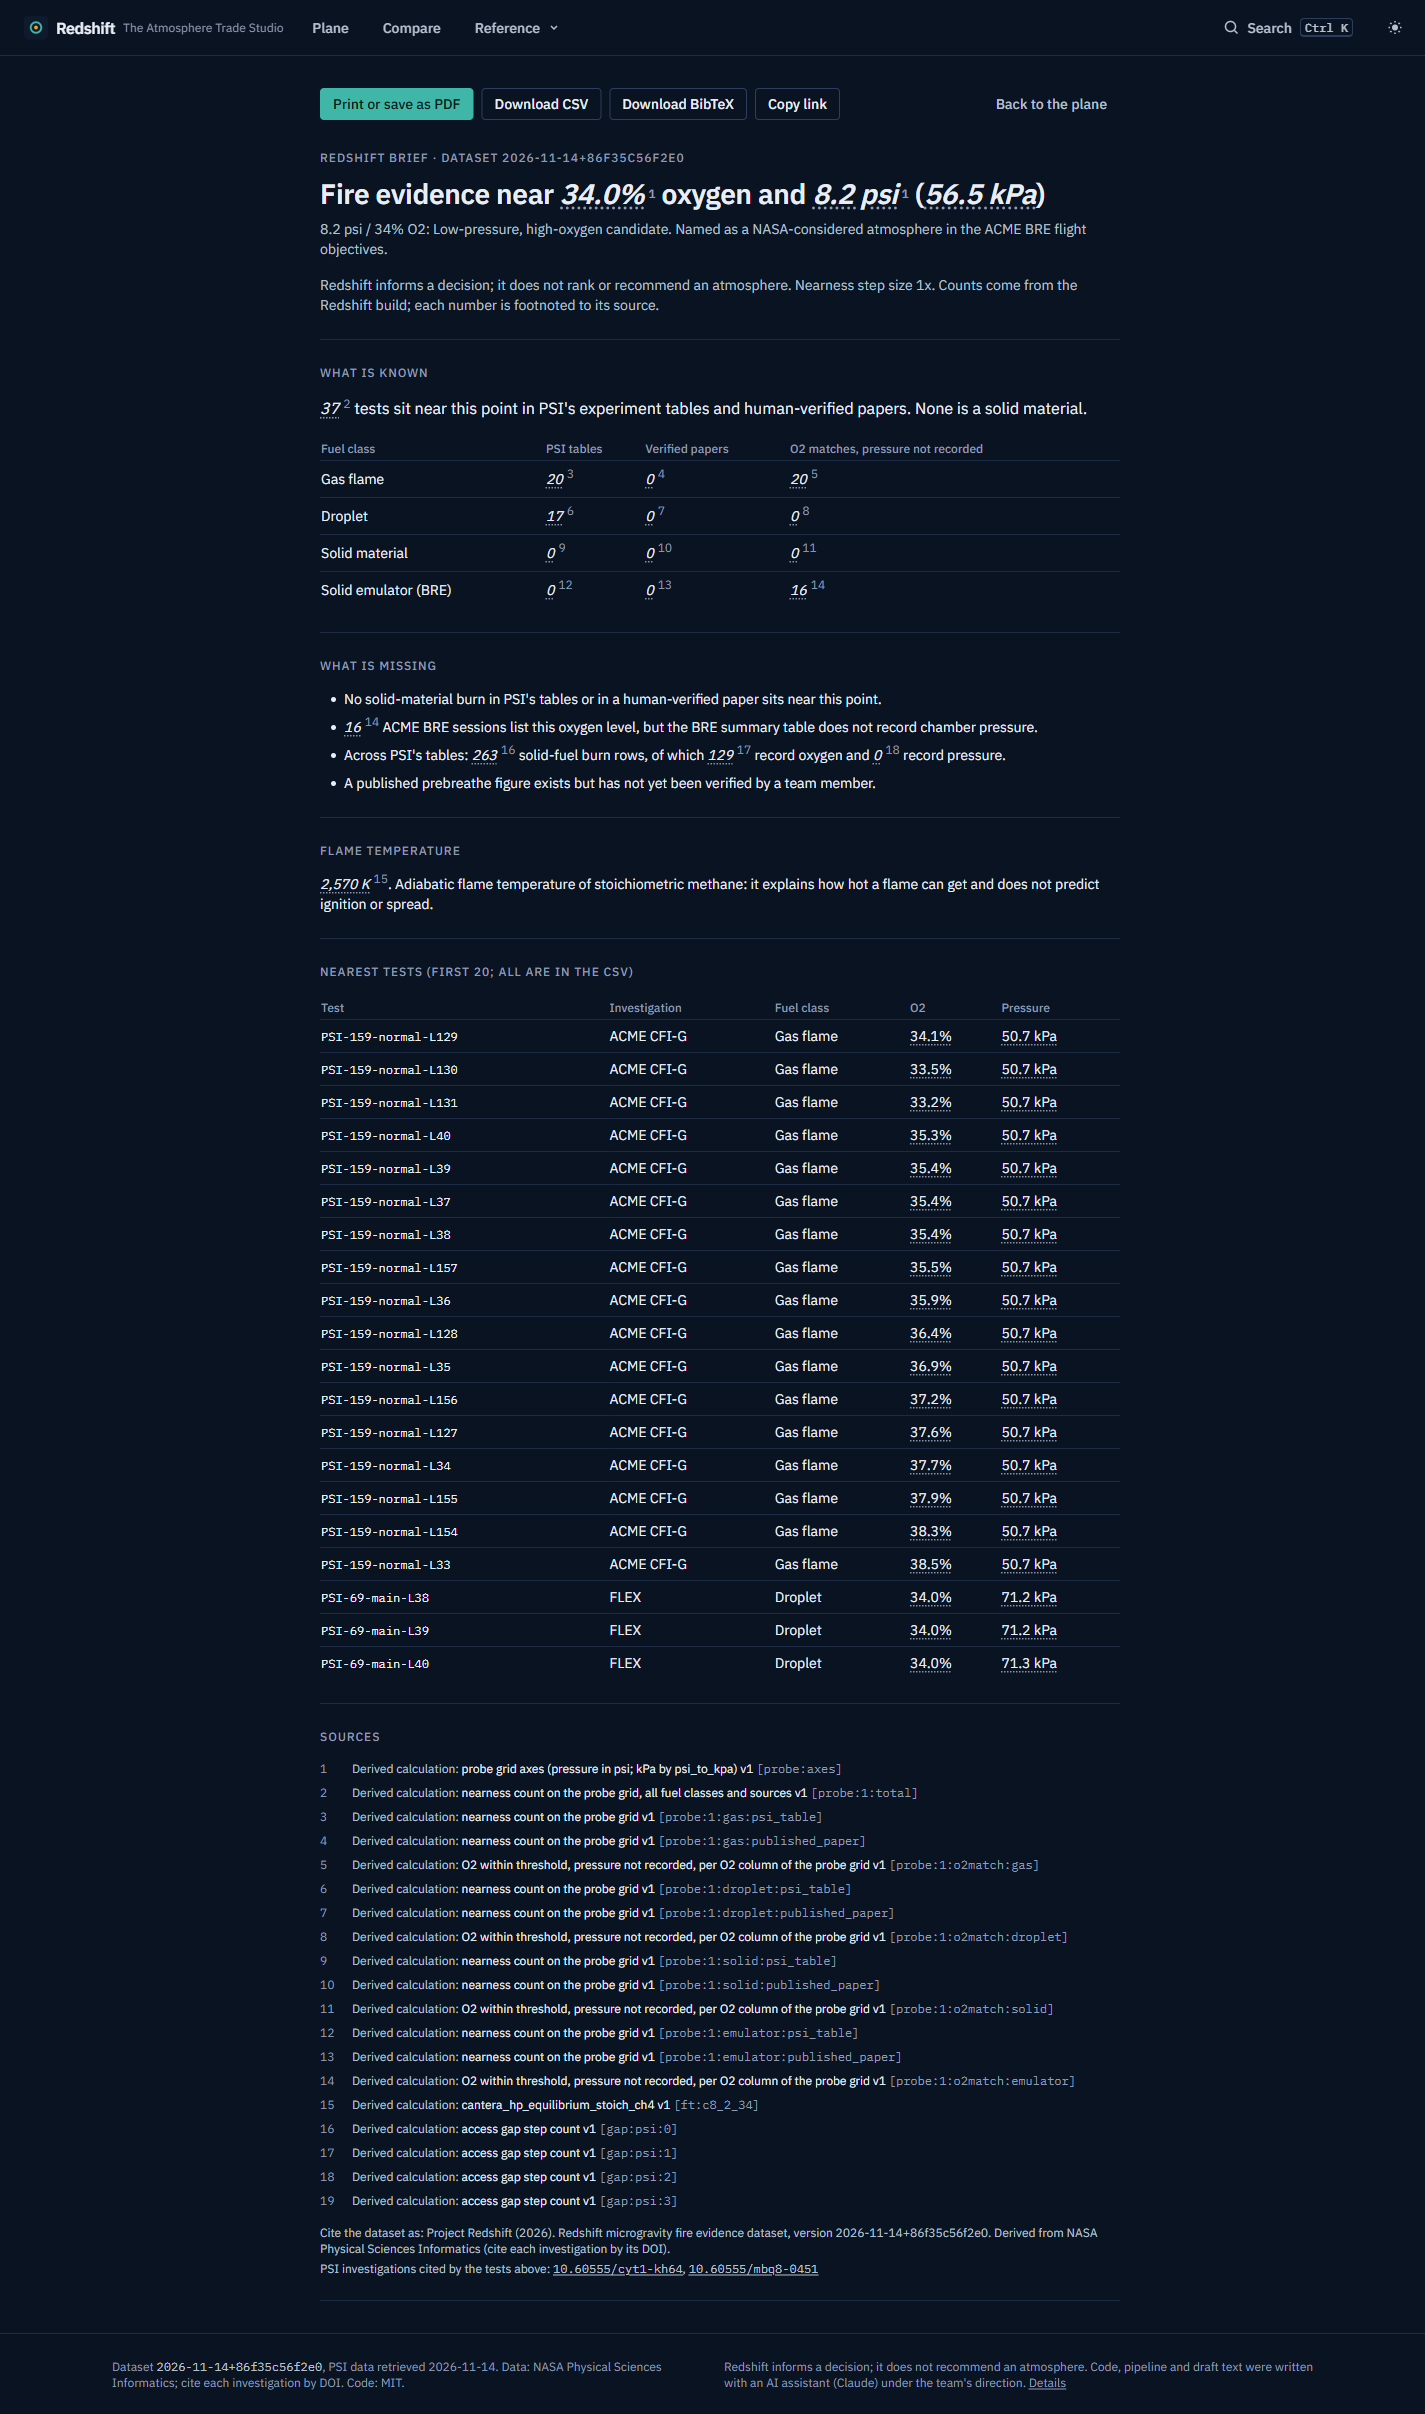 Redshift The Atmosphere Trade Studio Plane Compare Reference Search Ctrl K
Print or save as PDF Download CSV Download BibTeX Copy link Back to the plane
REDSHIFT BRIEF · DATASET 2026-11-14+86F35C56F2E0
Fire evidence near 34.0% 1 oxygen and 8.2 psi 1 (56.5 kPa)
8.2 psi / 34% O2: Low-pressure, high-oxygen candidate. Named as a NASA-considered atmosphere in the ACME BRE flight
objectives.
Redshift informs a decision; it does not rank or recommend an atmosphere. Nearness step size 1x. Counts come from the
Redshift build; each number is footnoted to its source.
WHAT IS KNOWN
37 2 tests sit near this point in PSI's experiment tables and human-verified papers. None is a solid material.
Fuel class PSI tables Verified papers O2 matches, pressure not recorded
Gas flame 20 3 0 4 20 5
Droplet 17 6 0 7 0 8
Solid material 0 9 0 10 0 11
Solid emulator (BRE) 0 12 0 13 16 14
WHAT IS MISSING
• No solid-material burn in PSI's tables or in a human-verified paper sits near this point.
• 16 14 ACME BRE sessions list this oxygen level, but the BRE summary table does not record chamber pressure.
• Across PSI's tables: 263 16 solid-fuel burn rows, of which 129 17 record oxygen and 0 18 record pressure.
• A published prebreathe figure exists but has not yet been verified by a team member.
FLAME TEMPERATURE
2,570 K 15. Adiabatic flame temperature of stoichiometric methane: it explains how hot a flame can get and does not predict
ignition or spread.
NEAREST TESTS (FIRST 20; ALL ARE IN THE CSV)
Test Investigation Fuel class O2 Pressure
PSI-159-normal-L129 ACME CFI-G Gas flame 34.1% 50.7 kPa
PSI-159-normal-L130 ACME CFI-G Gas flame 33.5% 50.7 kPa
PSI-159-normal-L131 ACME CFI-G Gas flame 33.2% 50.7 kPa
PSI-159-normal-L40 ACME CFI-G Gas flame 35.3% 50.7 kPa
PSI-159-normal-L39 ACME CFI-G Gas flame 35.4% 50.7 kPa
PSI-159-normal-L37 ACME CFI-G Gas flame 35.4% 50.7 kPa
PSI-159-normal-L38 ACME CFI-G Gas flame 35.4% 50.7 kPa
PSI-159-normal-L157 ACME CFI-G Gas flame 35.5% 50.7 kPa
PSI-159-normal-L36 ACME CFI-G Gas flame 35.9% 50.7 kPa
PSI-159-normal-L128 ACME CFI-G Gas flame 36.4% 50.7 kPa
PSI-159-normal-L35 ACME CFI-G Gas flame 36.9% 50.7 kPa
PSI-159-normal-L156 ACME CFI-G Gas flame 37.2% 50.7 kPa
PSI-159-normal-L127 ACME CFI-G Gas flame 37.6% 50.7 kPa
PSI-159-normal-L34 ACME CFI-G Gas flame 37.7% 50.7 kPa
PSI-159-normal-L155 ACME CFI-G Gas flame 37.9% 50.7 kPa
PSI-159-normal-L154 ACME CFI-G Gas flame 38.3% 50.7 kPa
PSI-159-normal-L33 ACME CFI-G Gas flame 38.5% 50.7 kPa
PSI-69-main-L38 FLEX Droplet 34.0% 71.2 kPa
PSI-69-main-L39 FLEX Droplet 34.0% 71.2 kPa
PSI-69-main-L40 FLEX Droplet 34.0% 71.3 kPa
SOURCES
1 Derived calculation: probe grid axes (pressure in psi; kPa by psi_to_kpa) v1 [probe:axes]
2 Derived calculation: nearness count on the probe grid, all fuel classes and sources v1 [probe:1:total]
3 Derived calculation: nearness count on the probe grid v1 [probe:1:gas:psi_table]
4 Derived calculation: nearness count on the probe grid v1 [probe:1:gas:published_paper]
5 Derived calculation: O2 within threshold, pressure not recorded, per O2 column of the probe grid v1 [probe:1:o2match:gas]
6 Derived calculation: nearness count on the probe grid v1 [probe:1:droplet:psi_table]
7 Derived calculation: nearness count on the probe grid v1 [probe:1:droplet:published_paper]
8 Derived calculation: O2 within threshold, pressure not recorded, per O2 column of the probe grid v1 [probe:1:o2match:droplet]
9 Derived calculation: nearness count on the probe grid v1 [probe:1:solid:psi_table]
10 Derived calculation: nearness count on the probe grid v1 [probe:1:solid:published_paper]
11 Derived calculation: O2 within threshold, pressure not recorded, per O2 column of the probe grid v1 [probe:1:o2match:solid]
12 Derived calculation: nearness count on the probe grid v1 [probe:1:emulator:psi_table]
13 Derived calculation: nearness count on the probe grid v1 [probe:1:emulator:published_paper]
14 Derived calculation: O2 within threshold, pressure not recorded, per O2 column of the probe grid v1 [probe:1:o2match:emulator]
15 Derived calculation: cantera_hp_equilibrium_stoich_ch4 v1 [ft:c8_2_34]
16 Derived calculation: access gap step count v1 [gap:psi:0]
17 Derived calculation: access gap step count v1 [gap:psi:1]
18 Derived calculation: access gap step count v1 [gap:psi:2]
19 Derived calculation: access gap step count v1 [gap:psi:3]
Cite the dataset as: Project Redshift (2026). Redshift microgravity fire evidence dataset, version 2026-11-14+86f35c56f2e0. Derived from NASA
Physical Sciences Informatics (cite each investigation by its DOI).
PSI investigations cited by the tests above: 10.60555/cyt1-kh64, 10.60555/mbq8-0451
Dataset 2026-11-14+86f35c56f2e0, PSI data retrieved 2026-11-14. Data: NASA Physical Sciences
Informatics; cite each investigation by DOI. Code: MIT.
Redshift informs a decision; it does not recommend an atmosphere. Code, pipeline and draft text were written
with an AI assistant (Claude) under the team's direction. Details